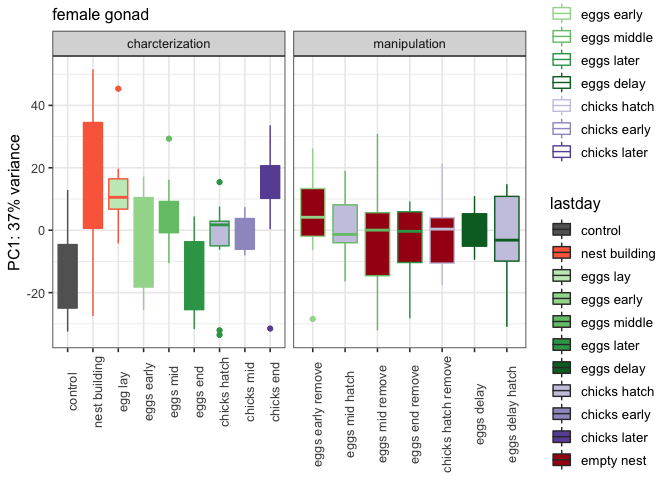 female gonad
charcterization
manipulation
PC1: 37% variance
40
20
0
-20
control
nest building
egg lay
eggs early
eggs mid
eggs end
chicks hatch
chicks mid
chicks end
eggs early remove
eggs mid hatch
eggs mid remove
eggs end remove
chicks hatch remove
eggs delay
eggs delay hatch
eggs early
eggs middle
eggs later
eggs delay
chicks hatch
chicks early
chicks later
lastday
control
nest building
eggs lay
eggs early
eggs middle
eggs later
eggs delay
chicks hatch
chicks early
chicks later
empty nest